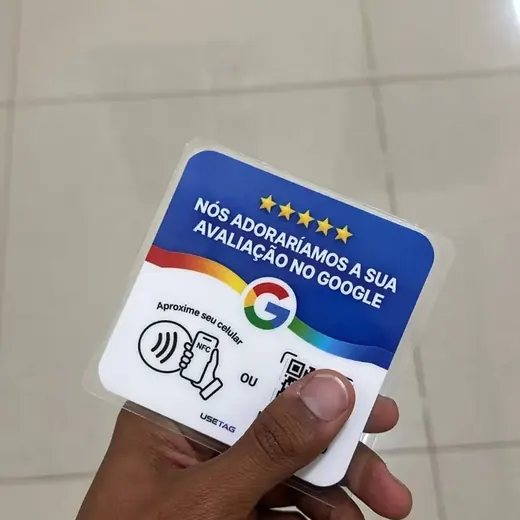 NÓS ADORARÍAMOS A SUA
AVALIAÇÃO NO GOOGLE
G
Aproxime seu celular
NFC
OU
USETAG